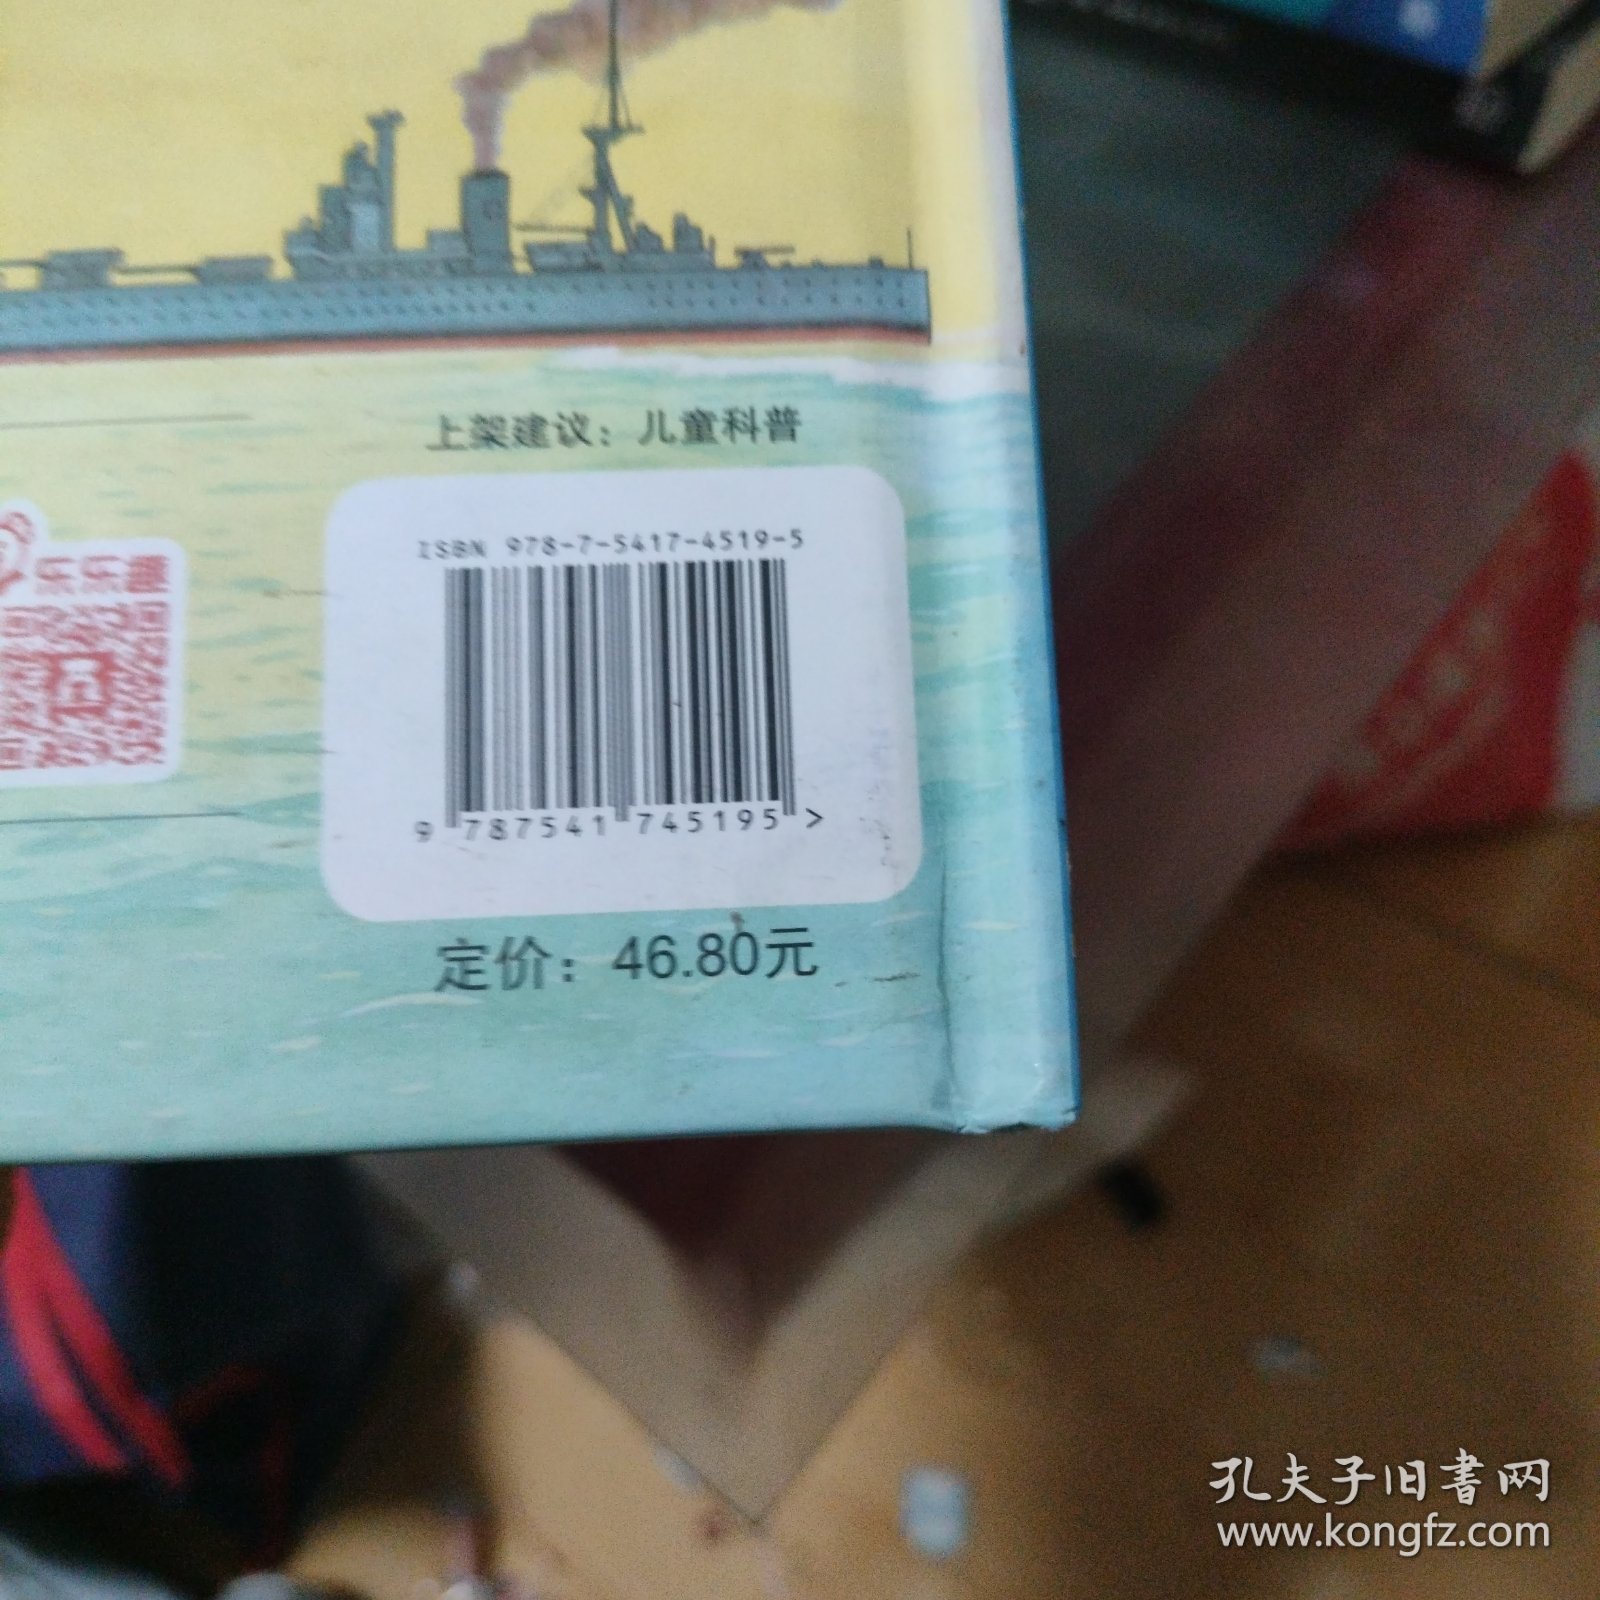 上架建议：儿童科普
ISBN 978-7-5417-4519-5
乐乐趣
9 787541 745195 >
定价：46.80元
孔夫子旧书网
www.kongfz.com